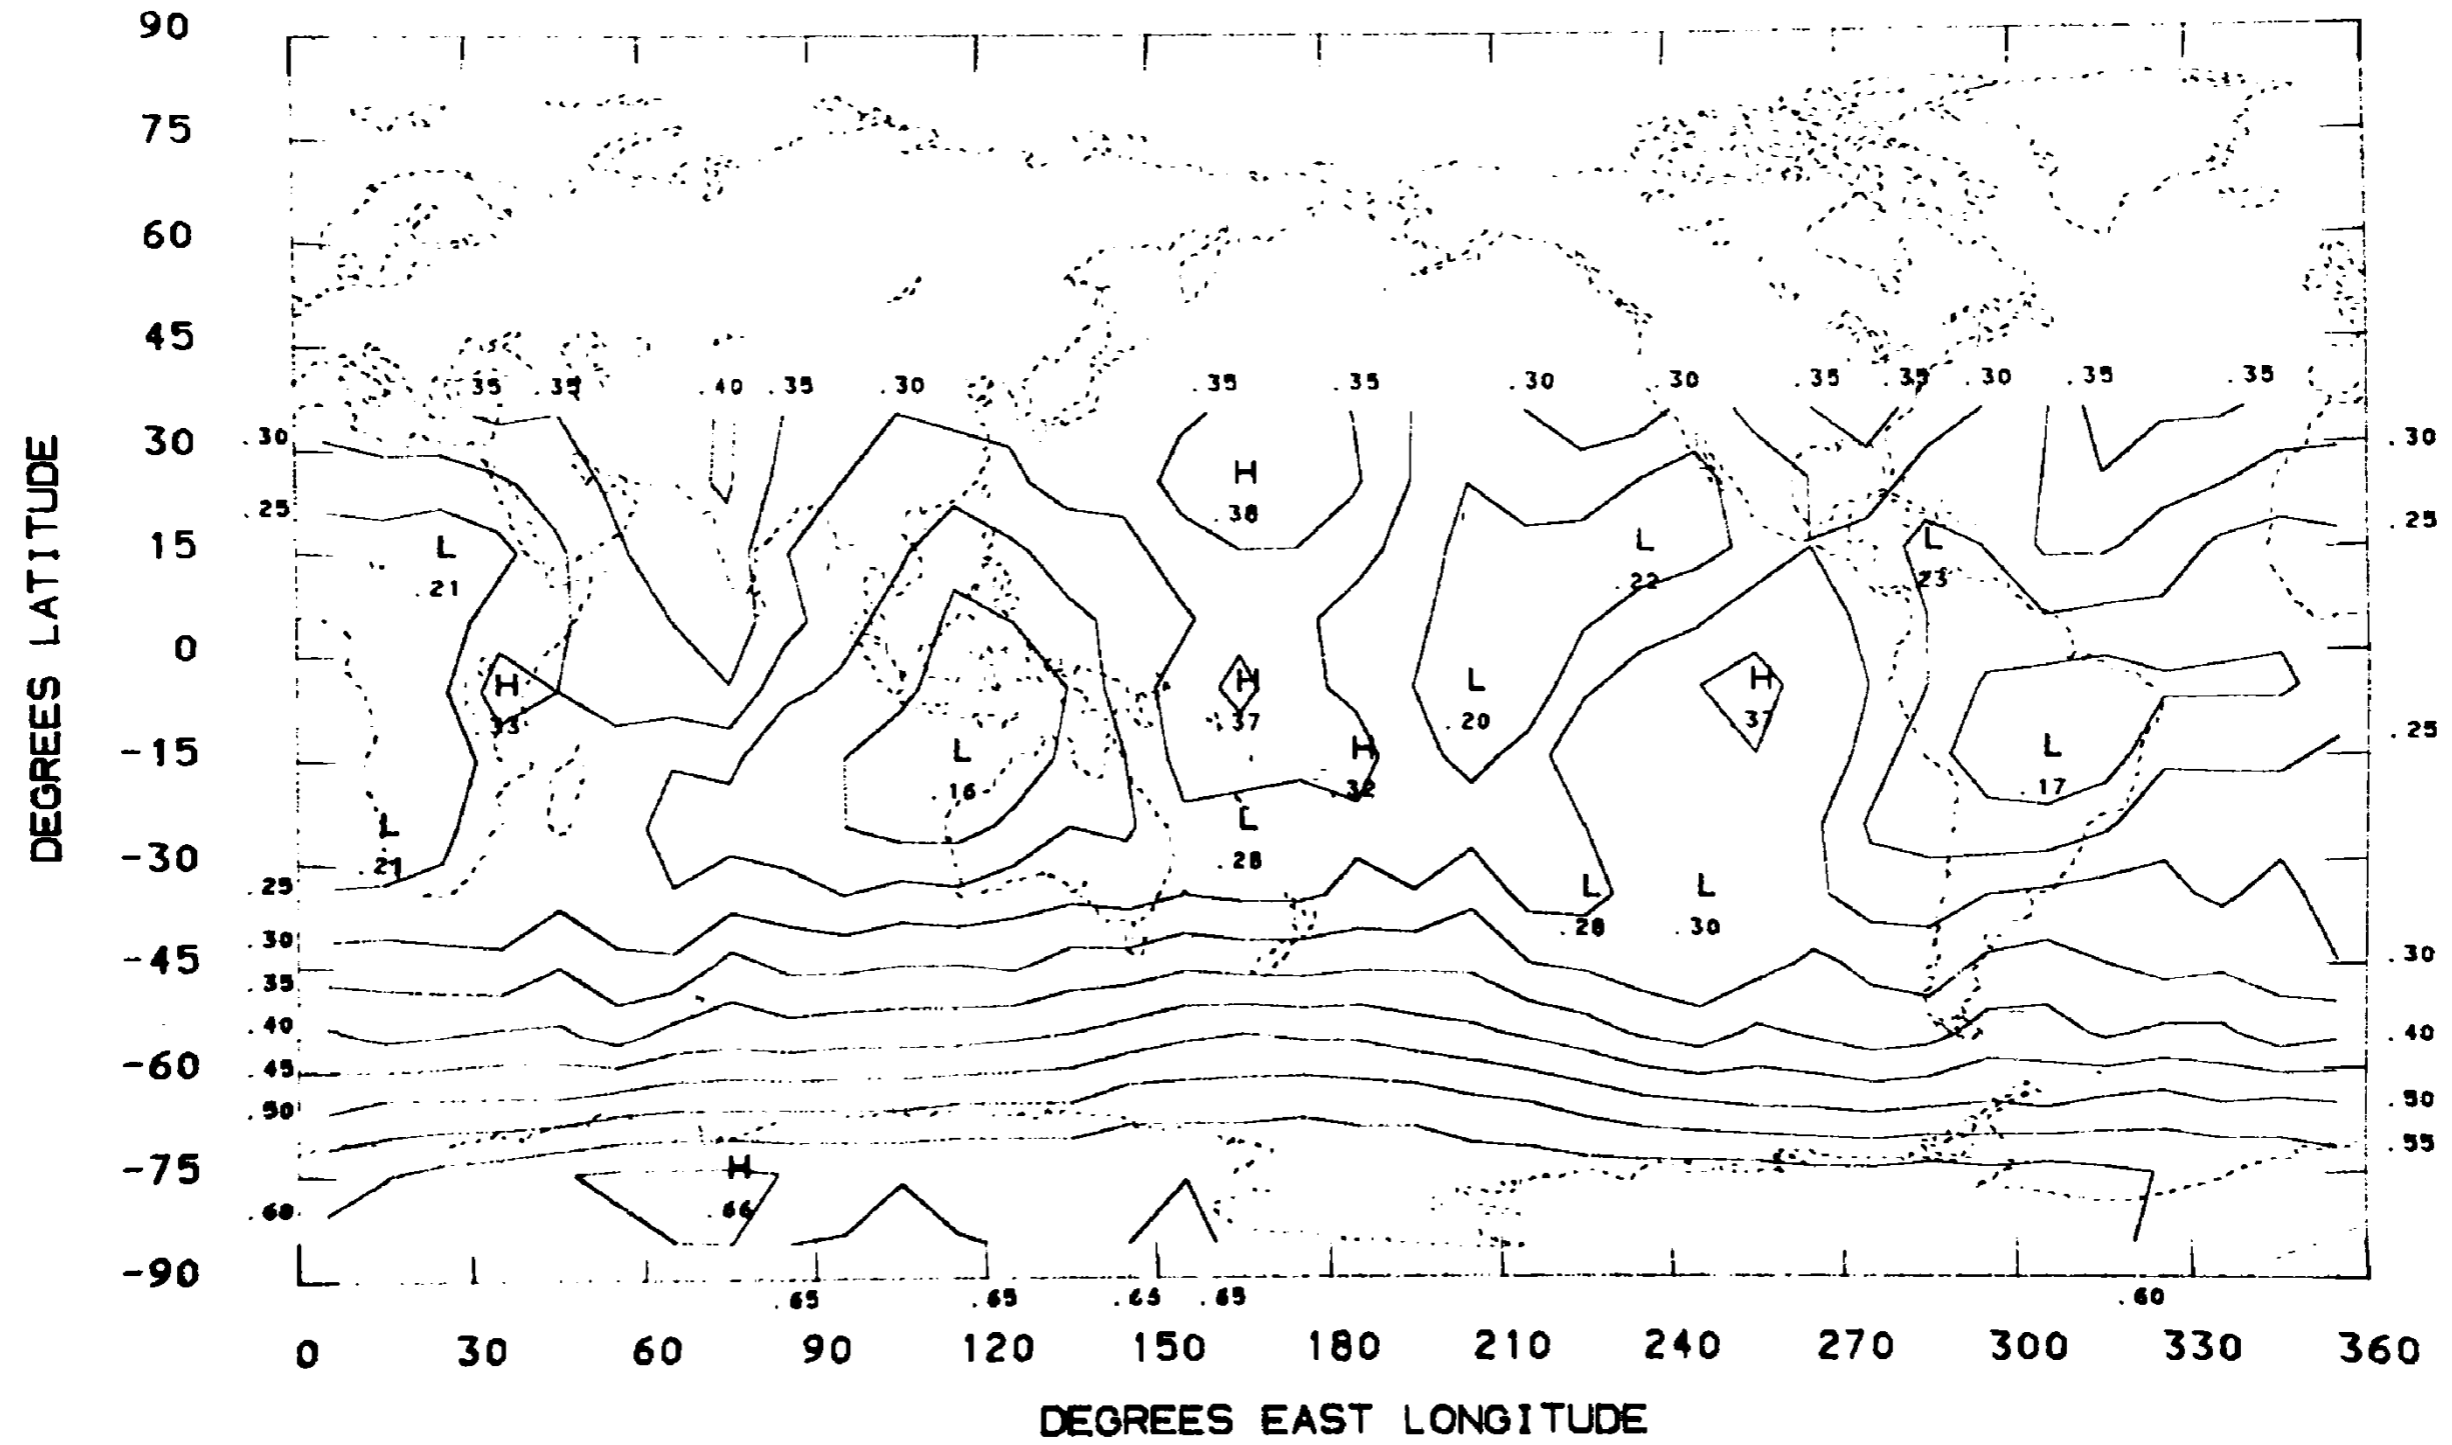 90
75
60
45
.35 .35 .40 .35 .30 .35 .35 .30 .30 .35 .35 .30 .35 .35
30 .30 .30
H
.38
.25 .25
15
L L L
.21 .22 .23
0
H H L H
.33 .37 .20 .37
-15 .25
H L L
.16 .32 .17
L L
.21 .28
-30
.25 L L
.28 .30
.30 .30
-45
.35
.40 .40
-60
.45
.50 .50
.55
-75 H
.60 .66
-90
.65 .65 .65 .65 .60
0 30 60 90 120 150 180 210 240 270 300 330 360
DEGREES LATITUDE
DEGREES EAST LONGITUDE